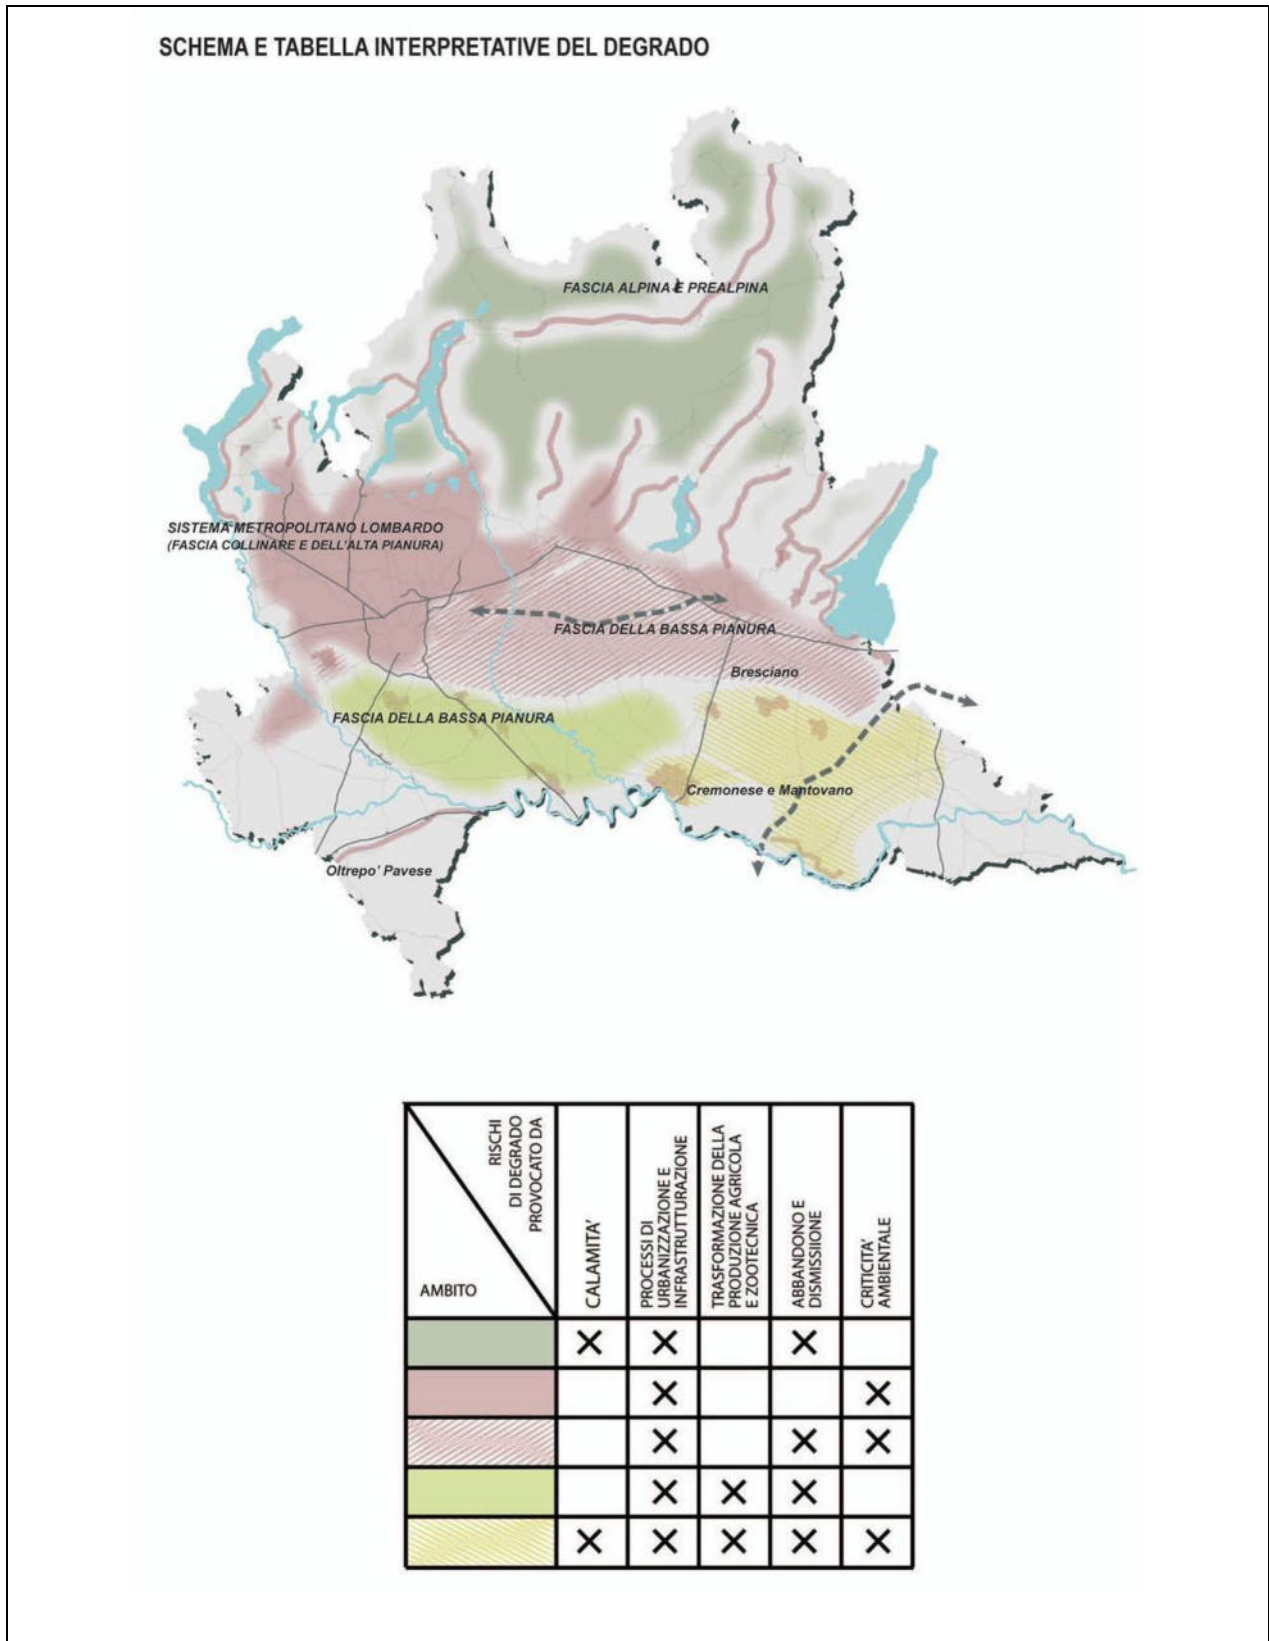 SCHEMA E TABELLA INTERPRETATIVE DEL DEGRADO
FASCIA ALPINA E PREALPINA
SISTEMA METROPOLITANO LOMBARDO
(FASCIA COLLINARE E DELL'ALTA PIANURA)
FASCIA DELLA BASSA PIANURA
Bresciano
FASCIA DELLA BASSA PIANURA
Cremonese e Mantovano
Oltrepo' Pavese
RISCHI
DI DEGRADO
PROVOCATO DA
AMBITO
CALAMITA'
PROCESSI DI
URBANIZZAZIONE E
INFRASTRUTTURAZIONE
TRASFORMAZIONE DELLA
PRODUZIONE AGRICOLA
E ZOOTECNICA
ABBANDONO E
DISMISSIIONE
CRITICITA'
AMBIENTALE
X X X
X X
X X X
X X X
X X X X X